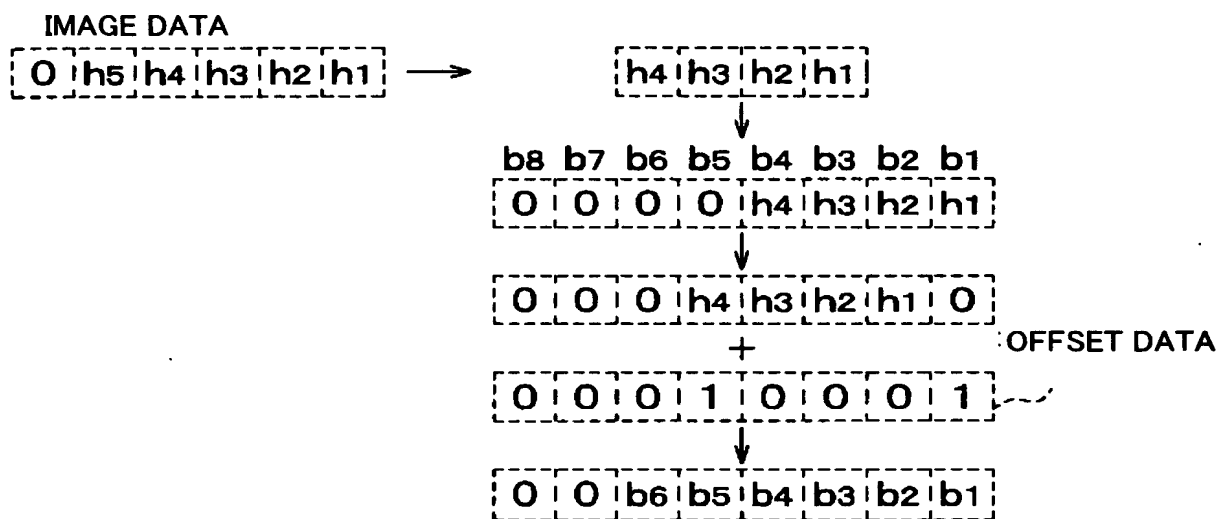 IMAGE DATA
0 h5 h4 h3 h2 h1
h4 h3 h2 h1
b8 b7 b6 b5 b4 b3 b2 b1
0 0 0 0 h4 h3 h2 h1
0 0 0 h4 h3 h2 h1 0
+
OFFSET DATA
0 0 0 1 0 0 0 1
0 0 b6 b5 b4 b3 b2 b1